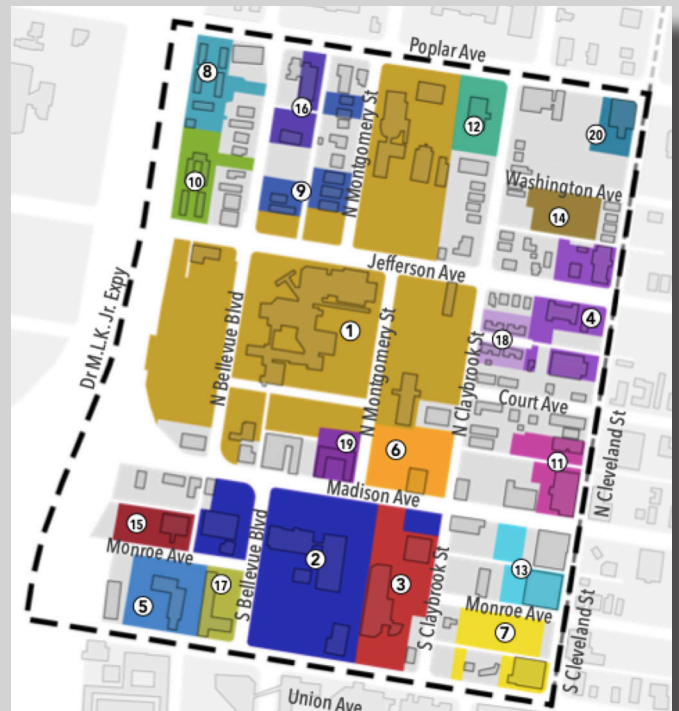 Poplar Ave
8
16
12
20
N Montgomery St
10
9
Washington Ave
14
Jefferson Ave
Dr M.L.K. Jr. Expy
N Bellevue Blvd
1
N Montgomery St
4
18
N Claybrook St
Court Ave
19
6
11
N Cleveland St
Madison Ave
15
Monroe Ave
S Bellevue Blvd
2
3
S Claybrook St
13
5
17
Monroe Ave
7
S Cleveland St
Union Ave